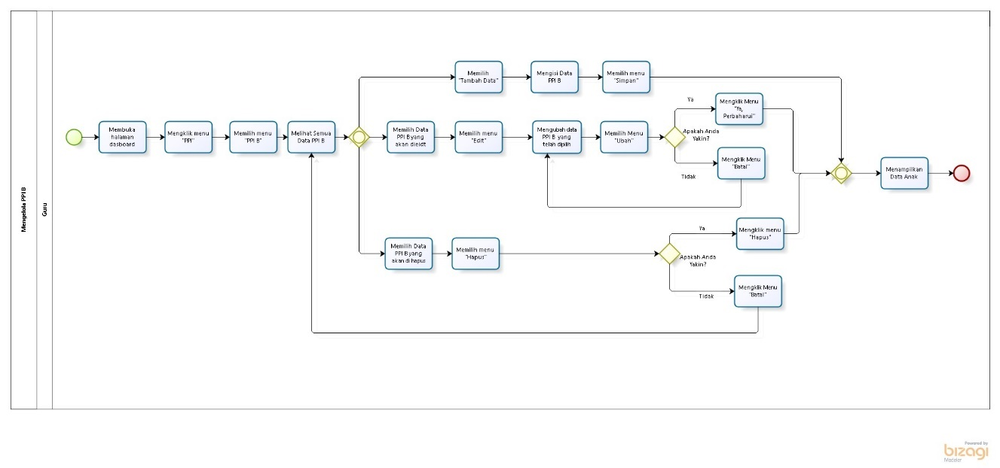 Mengelola PPI B
Guru
Membuka
halaman
dasboard
Mengklik menu
"PPI"
Memilih menu
"PPI B"
Melihat Semua
Data PPI B
Memilih
"Tambah Data"
Mengisi Data
PPI B
Memilih menu
"Simpan"
Memilih Data
PPI B yang
akan dieidt
Memilih menu
"Edit"
Mengubah data
PPI B yang
telah dipilih
Memilih Menu
"Ubah"
Apakah Anda
Yakin?
Ya
Mengklik Menu
"Ya,
Perbaharui"
Tidak
Mengklik Menu
"Batal"
Memilih Data
PPI B yang
akan di hapus
Memilih menu
"Hapus"
Apakah Anda
Yakin?
Ya
Mengklik menu
"Hapus"
Tidak
Mengklik Menu
"Batal"
Menampilkan
Data Anak
Powered by
bizagi
Modeler